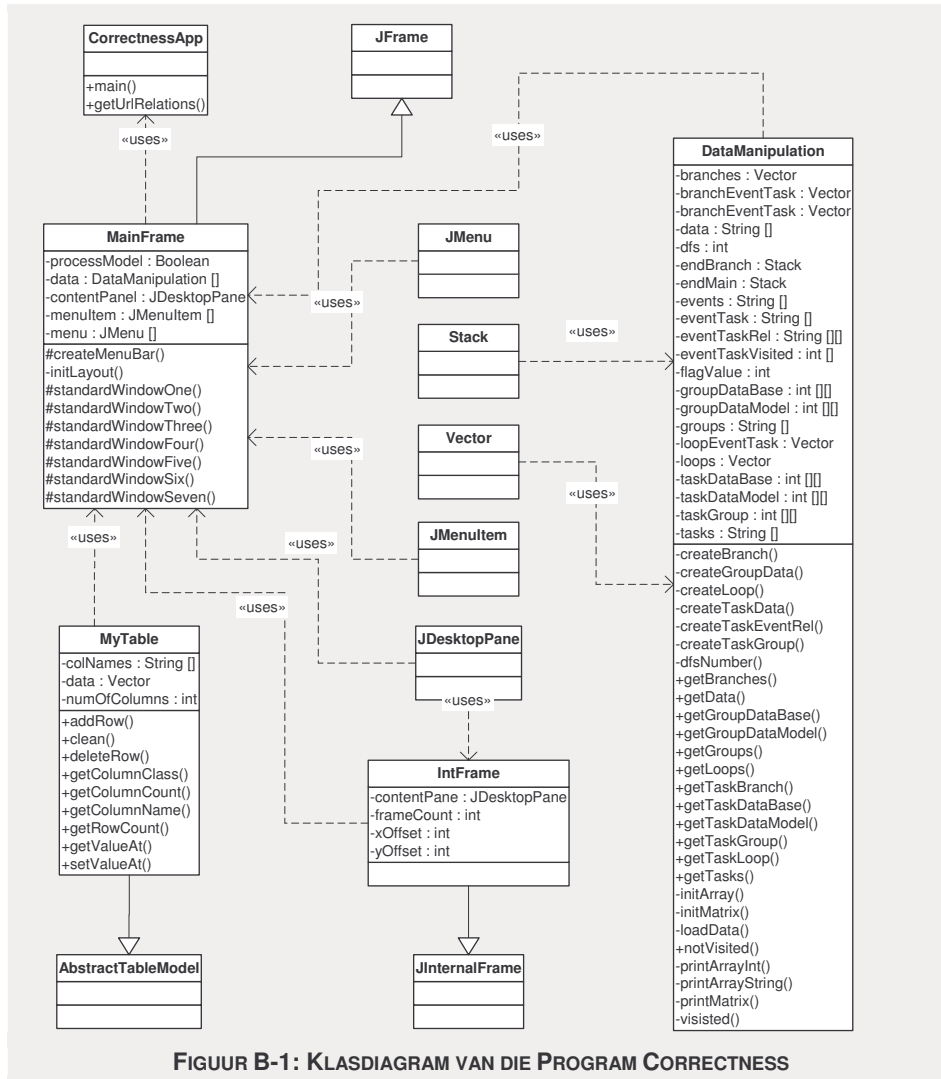 CorrectnessApp
+main()
+getUrlRelations()
«uses»
JFrame
«uses»
MainFrame
-processModel : Boolean
-data : DataManipulation []
-contentPanel : JDesktopPane
-menuItem : JMenuItem []
-menu : JMenu []
#createMenuBar()
-initLayout()
#standardWindowOne()
#standardWindowTwo()
#standardWindowThree()
#standardWindowFour()
#standardWindowFive()
#standardWindowSix()
#standardWindowSeven()
«uses»
«uses»
«uses»
«uses»
«uses»
JMenu
Stack
«uses»
Vector
«uses»
JMenuItem
JDesktopPane
«uses»
MyTable
-colNames : String []
-data : Vector
-numOfColumns : int
+addRow()
+clean()
+deleteRow()
+getColumnClass()
+getColumnCount()
+getColumnName()
+getRowCount()
+getValueAt()
+setValueAt()
AbstractTableModel
IntFrame
-contentPane : JDesktopPane
-frameCount : int
-xOffset : int
-yOffset : int
JInternalFrame
DataManipulation
-branches : Vector
-branchEventTask : Vector
-branchEventTask : Vector
-data : String []
-dfs : int
-endBranch : Stack
-endMain : Stack
-events : String []
-eventTask : String []
-eventTaskRel : String [][]
-eventTaskVisited : int []
-flagValue : int
-groupDataBase : int [][]
-groupDataModel : int [][]
-groups : String []
-loopEventTask : Vector
-loops : Vector
-taskDataBase : int [][]
-taskDataModel : int [][]
-taskGroup : int [][]
-tasks : String []
-createBranch()
-createGroupData()
-createLoop()
-createTaskData()
-createTaskEventRel()
-createTaskGroup()
-dfsNumber()
+getBranches()
+getData()
+getGroupDataBase()
+getGroupDataModel()
+getGroups()
+getLoops()
+getTaskBranch()
+getTaskDataBase()
+getTaskDataModel()
+getTaskGroup()
+getTaskLoop()
+getTasks()
-initArray()
-initMatrix()
-loadData()
+notVisited()
-printArrayInt()
-printArrayString()
-printMatrix()
-visisted()
FIGUUR B-1: KLASDIAGRAM VAN DIE PROGRAM CORRECTNESS